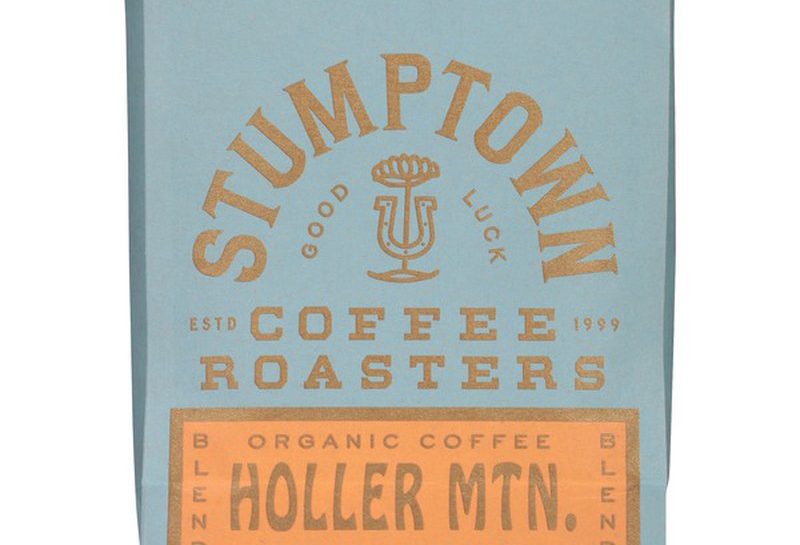 STUMPTOWN
GOOD LUCK
ESTD COFFEE 1999
ROASTERS
ORGANIC COFFEE
HOLLER MTN.
BLEND
BLEND